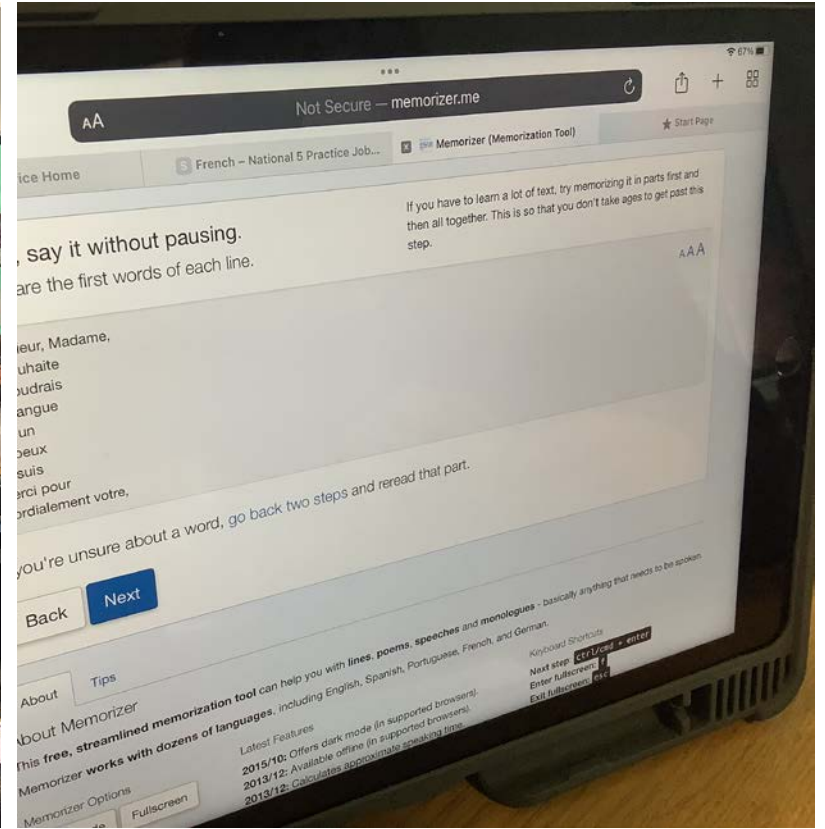 67%
AA
Not Secure — memorizer.me
ice Home
French – National 5 Practice Job...
Memorizer (Memorization Tool)
Start Page
, say it without pausing.
are the first words of each line.
If you have to learn a lot of text, try memorizing it in parts first and
then all together. This is so that you don't take ages to get past this
step.
AAA
ieur, Madame,
uhaite
oudrais
angue
un
peux
suis
erci pour
ordialement votre,
you're unsure about a word, go back two steps and reread that part.
Back
Next
About
Tips
About Memorizer
This free, streamlined memorization tool can help you with lines, poems, speeches and monologues - basically anything that needs to be spoken.
Memorizer works with dozens of languages, including English, Spanish, Portuguese, French, and German.
Memorizer Options
de
Fullscreen
Latest Features
2015/10: Offers dark mode (in supported browsers).
2013/12: Available offline (in supported browsers).
2013/12: Calculates approximate speaking time.
Keyboard Shortcuts
Next step: ctrl/cmd + enter
Enter fullscreen: f
Exit fullscreen: esc